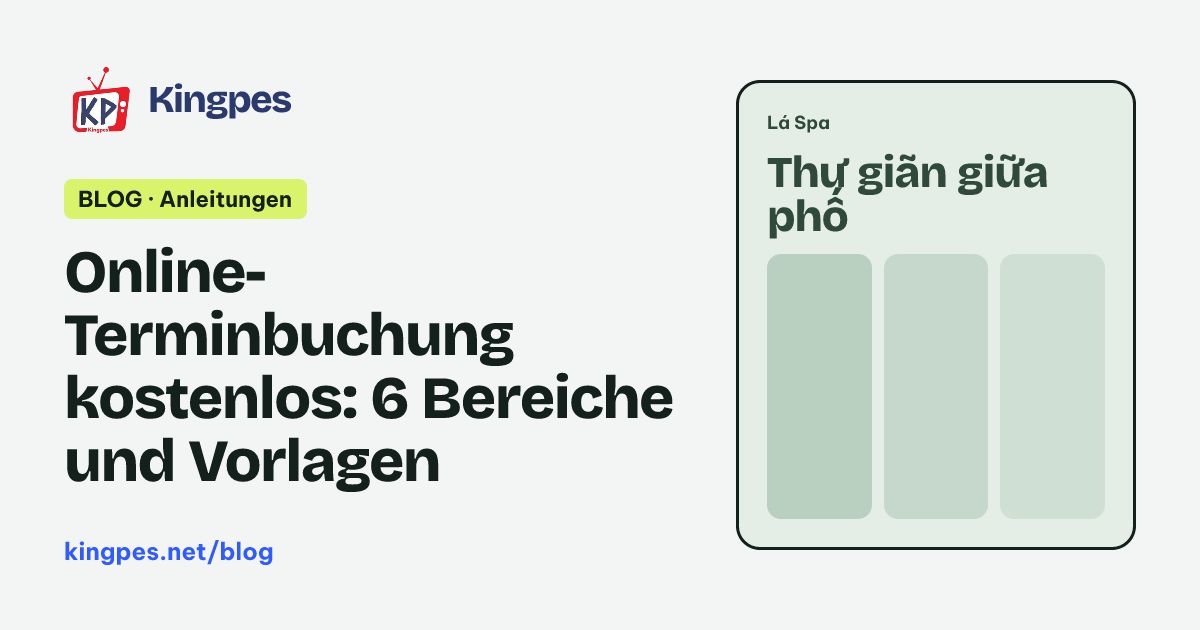 KP
Kingpes
Kingpes
BLOG · Anleitungen
Online-
Terminbuchung
kostenlos: 6 Bereiche
und Vorlagen
kingpes.net/blog
Lá Spa
Thư giãn giữa
phố